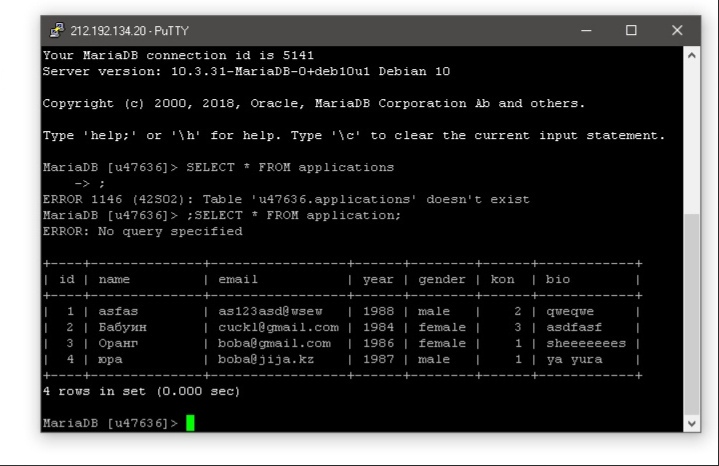 212.192.134.20 - PuTTY
Your MariaDB connection id is 5141
Server version: 10.3.31-MariaDB-0+deb10u1 Debian 10
Copyright (c) 2000, 2018, Oracle, MariaDB Corporation Ab and others.
Type 'help;' or '\h' for help. Type '\c' to clear the current input statement.
MariaDB [u47636]> SELECT * FROM applications
    -> ;
ERROR 1146 (42S02): Table 'u47636.applications' doesn't exist
MariaDB [u47636]> ;SELECT * FROM application;
ERROR: No query specified
+----+--------------+-----------------+------+--------+------+------------+
| id | name         | email           | year | gender | kon  | bio        |
+----+--------------+-----------------+------+--------+------+------------+
|  1 | asfas        | as123asd@wsew   | 1988 | male   |    2 | qweqwe     |
|  2 | Бабуин       | cuckl@gmail.com | 1984 | female |    3 | asdfasf    |
|  3 | Оранг        | boba@gmail.com  | 1986 | female |    1 | sheeeeeees |
|  4 | юра          | boba@jija.kz    | 1987 | male   |    1 | ya yura    |
+----+--------------+-----------------+------+--------+------+------------+
4 rows in set (0.000 sec)
MariaDB [u47636]>